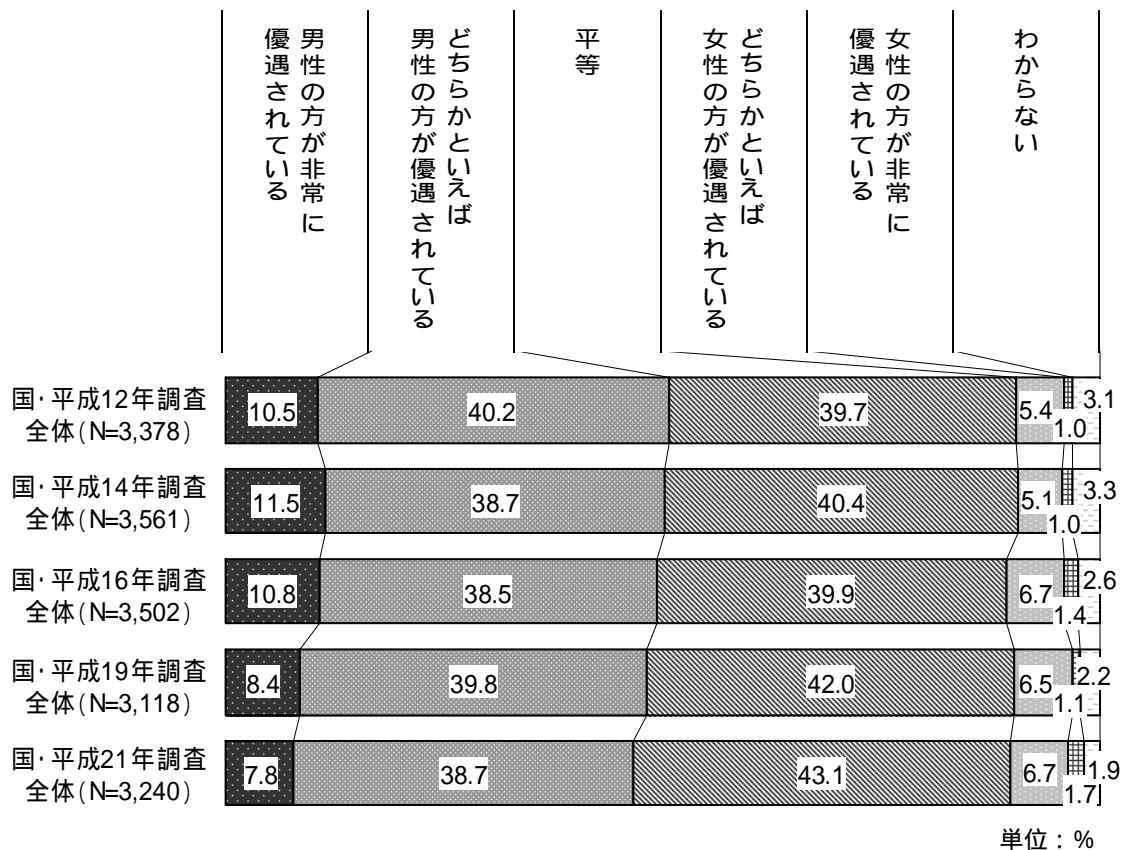 男性の方が非常に
優遇されている
どちらかといえば
男性の方が優遇されている
平等
どちらかといえば
女性の方が優遇されている
女性の方が非常に
優遇されている
わからない
国・平成12年調査
全体(N=3,378)
10.5
40.2
39.7
5.4
1.0
3.1
国・平成14年調査
全体(N=3,561)
11.5
38.7
40.4
5.1
1.0
3.3
国・平成16年調査
全体(N=3,502)
10.8
38.5
39.9
6.7
1.4
2.6
国・平成19年調査
全体(N=3,118)
8.4
39.8
42.0
6.5
1.1
2.2
国・平成21年調査
全体(N=3,240)
7.8
38.7
43.1
6.7
1.7
1.9
単位：%